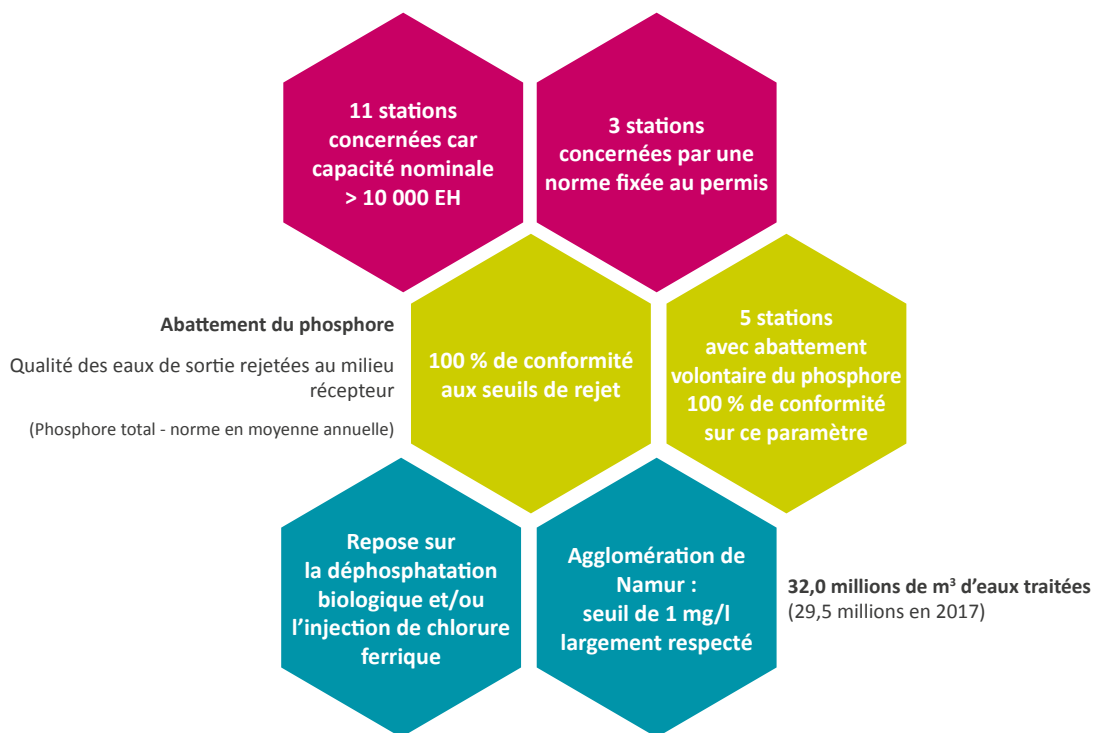 11 stations
concernées car
capacité nominale
> 10 000 EH
3 stations
concernées par une
norme fixée au permis
Abattement du phosphore
Qualité des eaux de sortie rejetées au milieu
récepteur
(Phosphore total - norme en moyenne annuelle)
100 % de conformité
aux seuils de rejet
5 stations
avec abattement
volontaire du phosphore
100 % de conformité
sur ce paramètre
Repose sur
la déphosphatation
biologique et/ou
l’injection de chlorure
ferrique
Agglomération de
Namur :
seuil de 1 mg/l
largement respecté
32,0 millions de m³ d’eaux traitées
(29,5 millions en 2017)